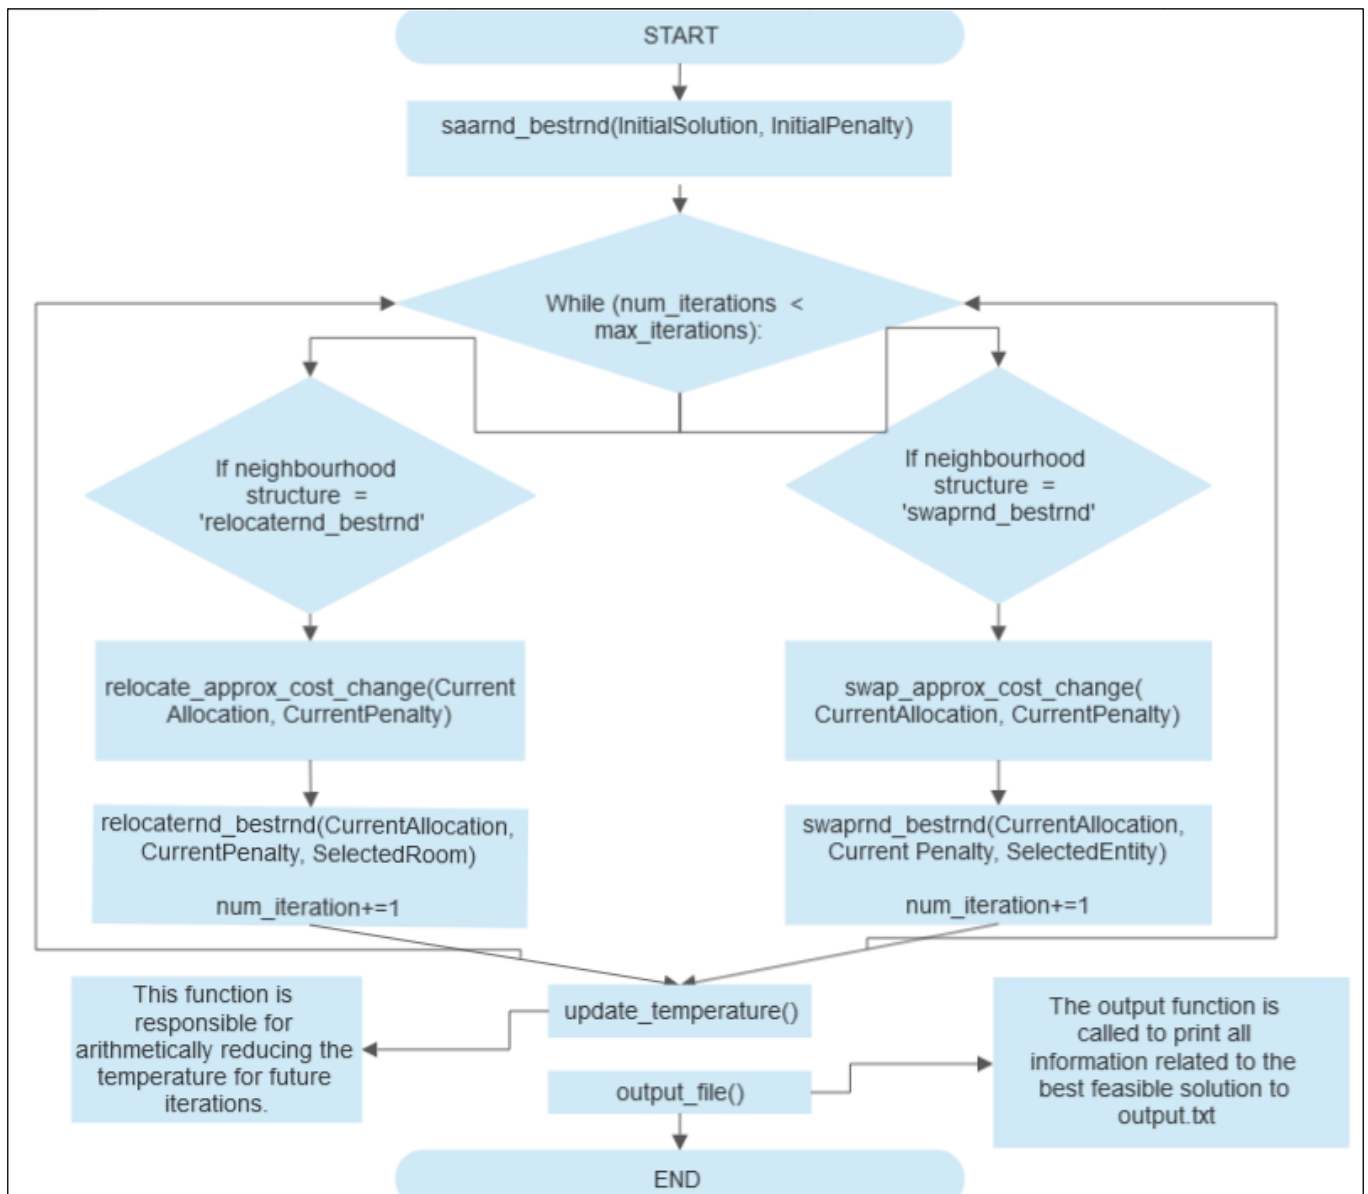 START
saarnd_bestrnd(InitialSolution, InitialPenalty)
While (num_iterations <
max_iterations):
If neighbourhood
structure =
'relocaternd_bestrnd'
If neighbourhood
structure =
'swaprnd_bestrnd'
relocate_approx_cost_change(Current
Allocation, CurrentPenalty)
swap_approx_cost_change(
CurrentAllocation, CurrentPenalty)
relocaternd_bestrnd(CurrentAllocation,
CurrentPenalty, SelectedRoom)
num_iteration+=1
swaprnd_bestrnd(CurrentAllocation,
Current Penalty, SelectedEntity)
num_iteration+=1
This function is
responsible for
arithmetically reducing the
temperature for future
iterations.
update_temperature()
The output function is
called to print all
information related to the
best feasible solution to
output.txt
output_file()
END